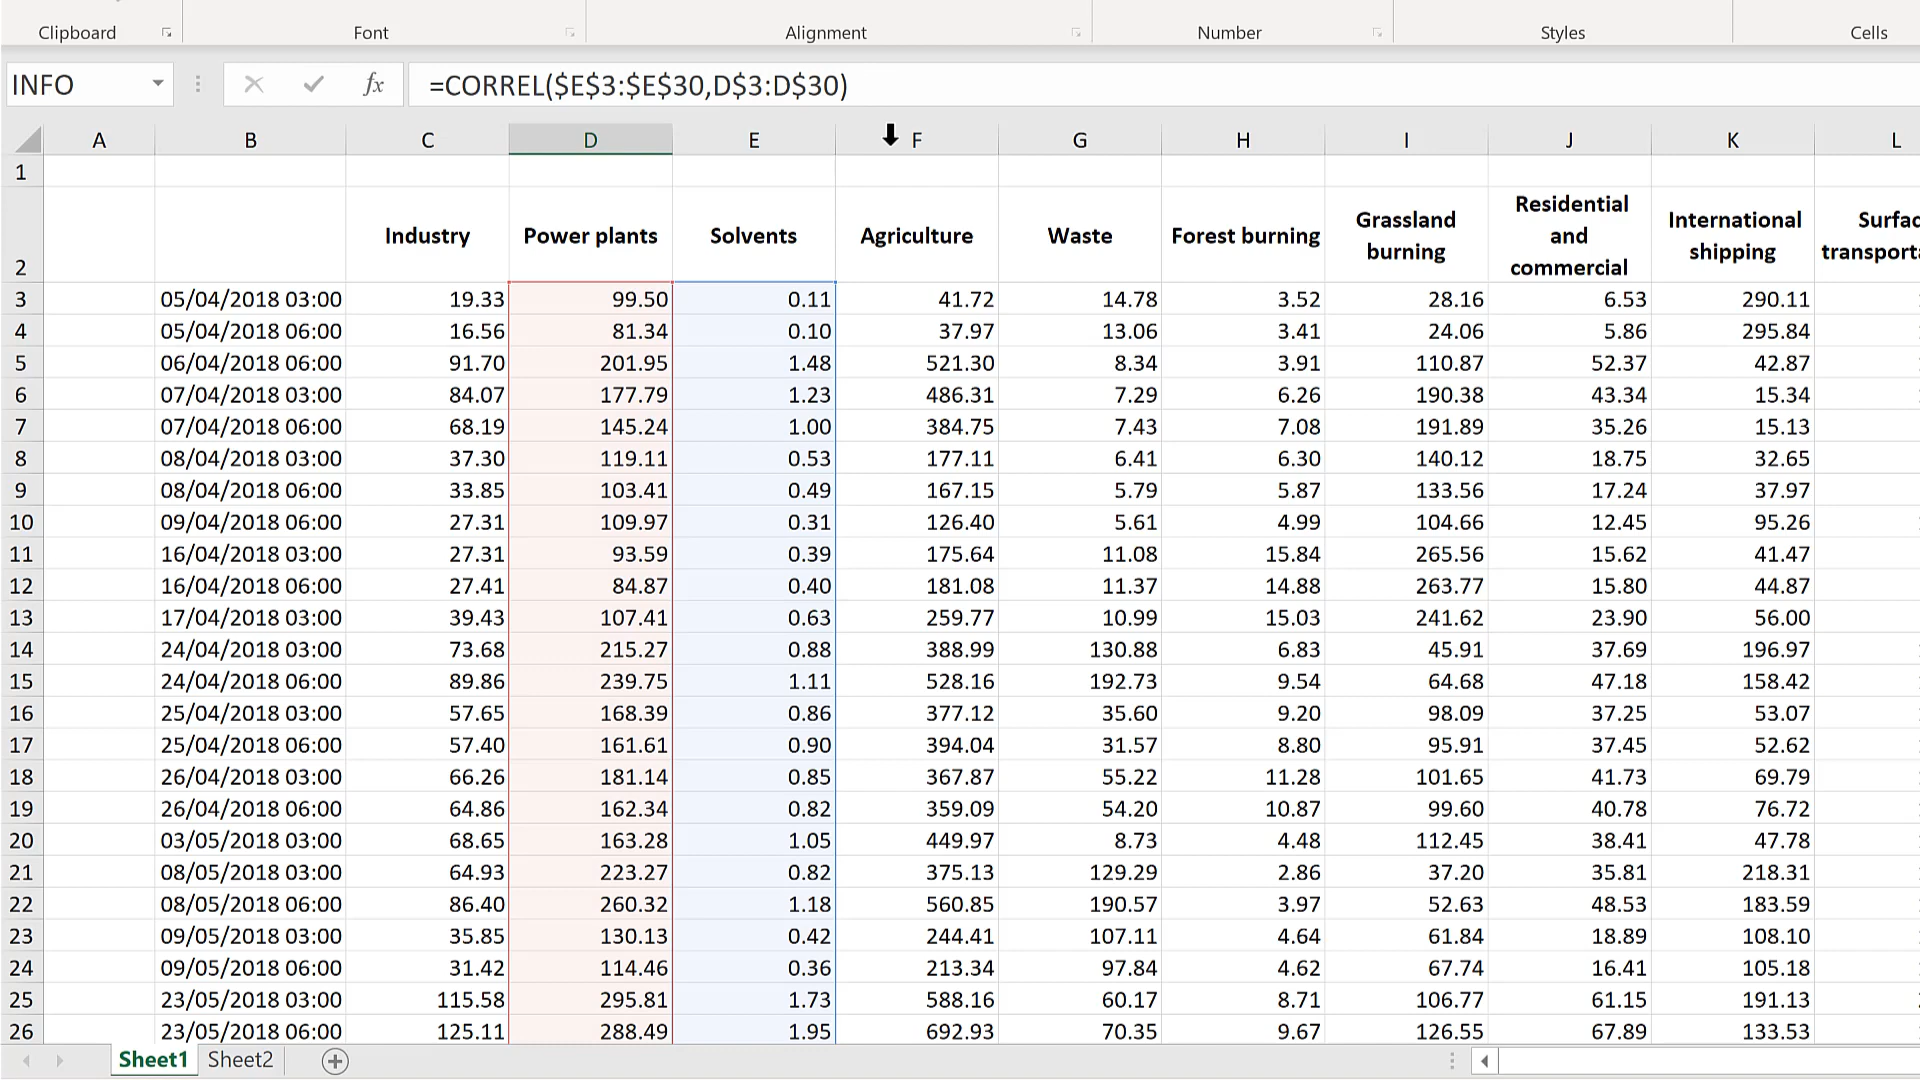 Clipboard Font Alignment Number Styles Cells
INFO fx =CORREL($E$3:$E$30,D$3:D$30)
A B C D E F G H I J K L
1
2 Industry Power plants Solvents Agriculture Waste Forest burning Grassland burning Residential and commercial International shipping
3 05/04/2018 03:00 19.33 99.50 0.11 41.72 14.78 3.52 28.16 6.53 290.11
4 05/04/2018 06:00 16.56 81.34 0.10 37.97 13.06 3.41 24.06 5.86 295.84
5 06/04/2018 06:00 91.70 201.95 1.48 521.30 8.34 3.91 110.87 52.37 42.87
6 07/04/2018 03:00 84.07 177.79 1.23 486.31 7.29 6.26 190.38 43.34 15.34
7 07/04/2018 06:00 68.19 145.24 1.00 384.75 7.43 7.08 191.89 35.26 15.13
8 08/04/2018 03:00 37.30 119.11 0.53 177.11 6.41 6.30 140.12 18.75 32.65
9 08/04/2018 06:00 33.85 103.41 0.49 167.15 5.79 5.87 133.56 17.24 37.97
10 09/04/2018 06:00 27.31 109.97 0.31 126.40 5.61 4.99 104.66 12.45 95.26
11 16/04/2018 03:00 27.31 93.59 0.39 175.64 11.08 15.84 265.56 15.62 41.47
12 16/04/2018 06:00 27.41 84.87 0.40 181.08 11.37 14.88 263.77 15.80 44.87
13 17/04/2018 03:00 39.43 107.41 0.63 259.77 10.99 15.03 241.62 23.90 56.00
14 24/04/2018 03:00 73.68 215.27 0.88 388.99 130.88 6.83 45.91 37.69 196.97
15 24/04/2018 06:00 89.86 239.75 1.11 528.16 192.73 9.54 64.68 47.18 158.42
16 25/04/2018 03:00 57.65 168.39 0.86 377.12 35.60 9.20 98.09 37.25 53.07
17 25/04/2018 06:00 57.40 161.61 0.90 394.04 31.57 8.80 95.91 37.45 52.62
18 26/04/2018 03:00 66.26 181.14 0.85 367.87 55.22 11.28 101.65 41.73 69.79
19 26/04/2018 06:00 64.86 162.34 0.82 359.09 54.20 10.87 99.60 40.78 76.72
20 03/05/2018 03:00 68.65 163.28 1.05 449.97 8.73 4.48 112.45 38.41 47.78
21 08/05/2018 03:00 64.93 223.27 0.82 375.13 129.29 2.86 37.20 35.81 218.31
22 08/05/2018 06:00 86.40 260.32 1.18 560.85 190.57 3.97 52.63 48.53 183.59
23 09/05/2018 03:00 35.85 130.13 0.42 244.41 107.11 4.64 61.84 18.89 108.10
24 09/05/2018 06:00 31.42 114.46 0.36 213.34 97.84 4.62 67.74 16.41 105.18
25 23/05/2018 03:00 115.58 295.81 1.73 588.16 60.17 8.71 106.77 61.15 191.13
26 23/05/2018 06:00 125.11 288.49 1.95 692.93 70.35 9.67 126.55 67.89 133.53
Sheet1 Sheet2